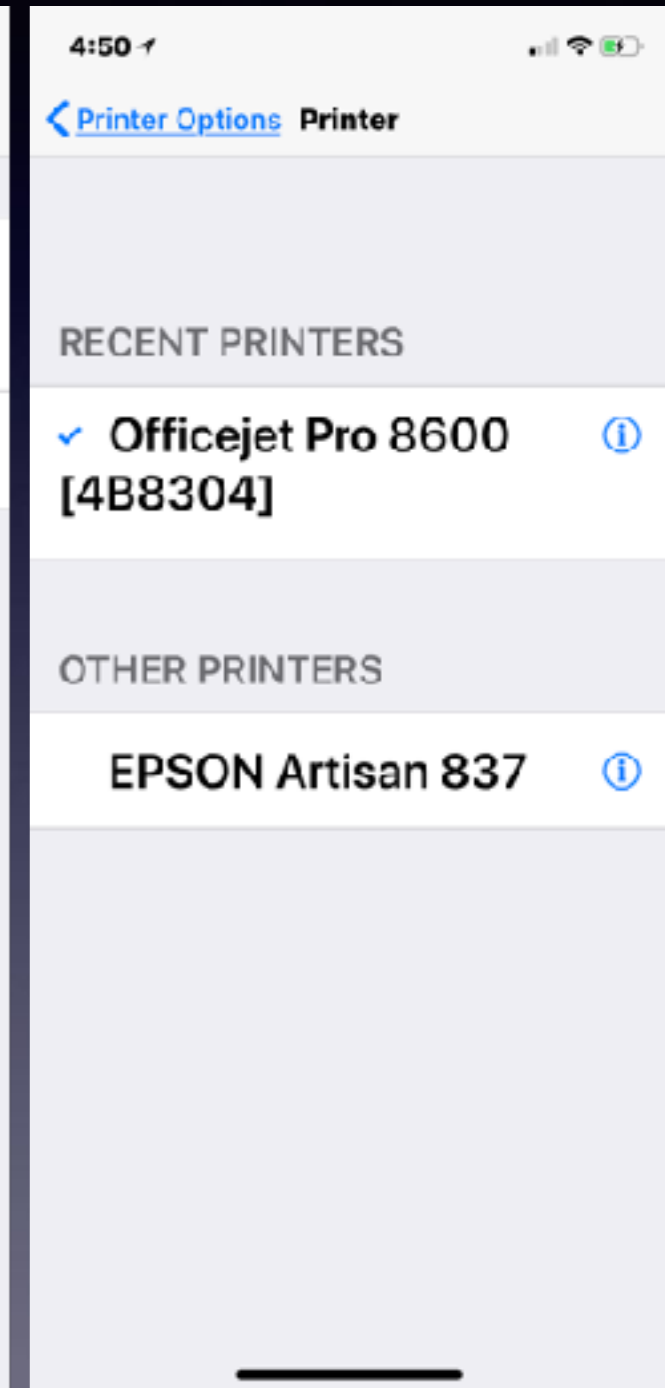 4:50
Printer Options Printer
RECENT PRINTERS
Officejet Pro 8600
[4B8304]
OTHER PRINTERS
EPSON Artisan 837